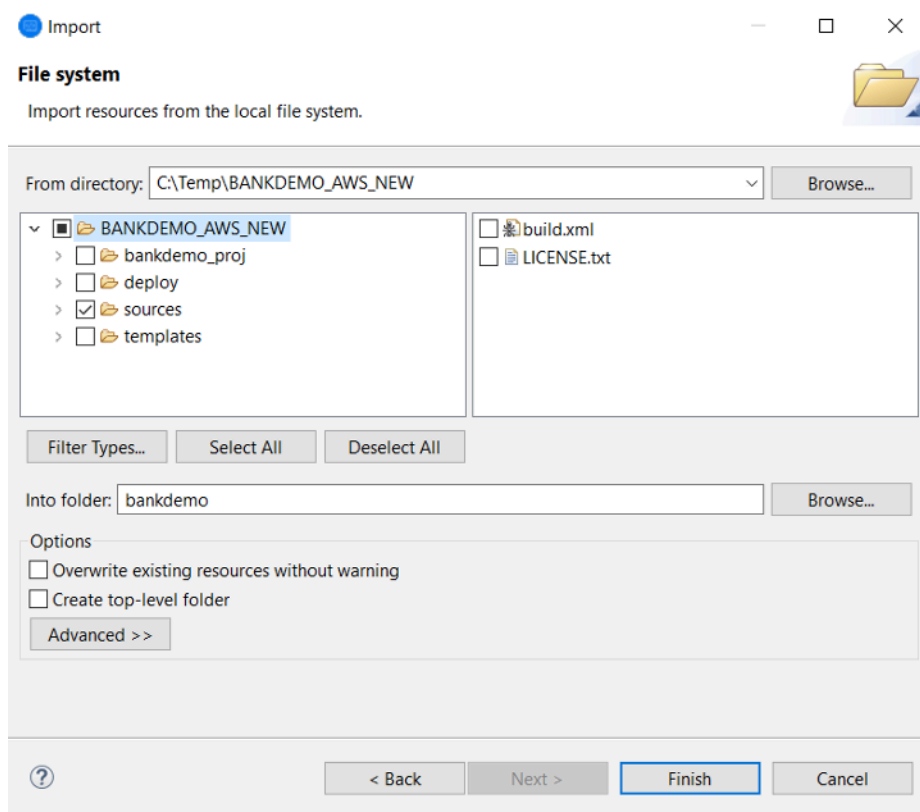 Import
File system
Import resources from the local file system.
From directory: C:\Temp\BANKDEMO_AWS_NEW Browse...
BANKDEMO_AWS_NEW
bankdemo_proj
deploy
sources
templates
build.xml
LICENSE.txt
Filter Types... Select All Deselect All
Into folder: bankdemo Browse...
Options
Overwrite existing resources without warning
Create top-level folder
Advanced >>
? < Back Next > Finish Cancel